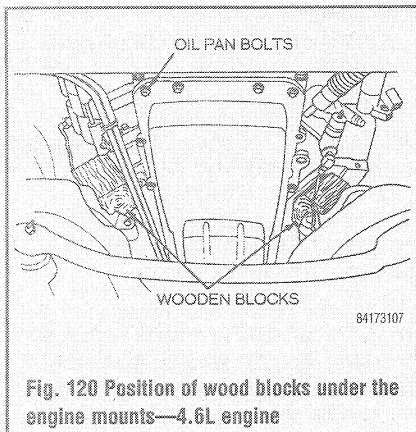 OIL PAN BOLTS
WOODEN BLOCKS
84173107
Fig. 120 Position of wood blocks under the
engine mounts—4.6L engine